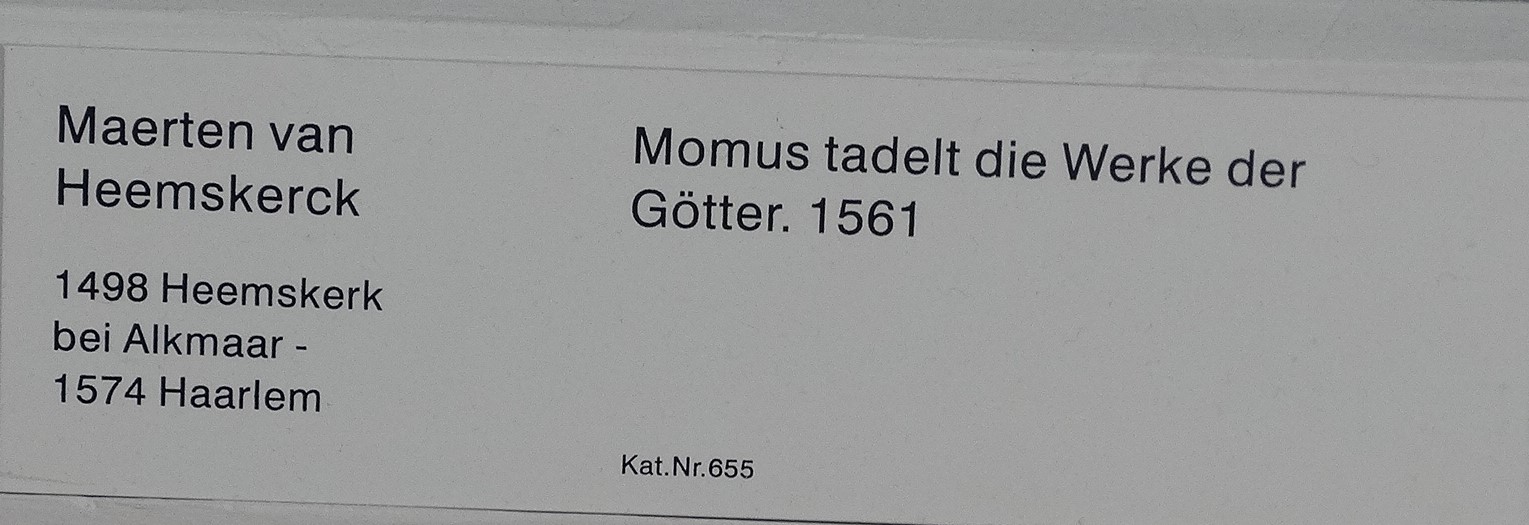 Maerten van
Heemskerck
1498 Heemskerk
bei Alkmaar -
1574 Haarlem
Momus tadelt die Werke der
Götter. 1561
Kat.Nr.655